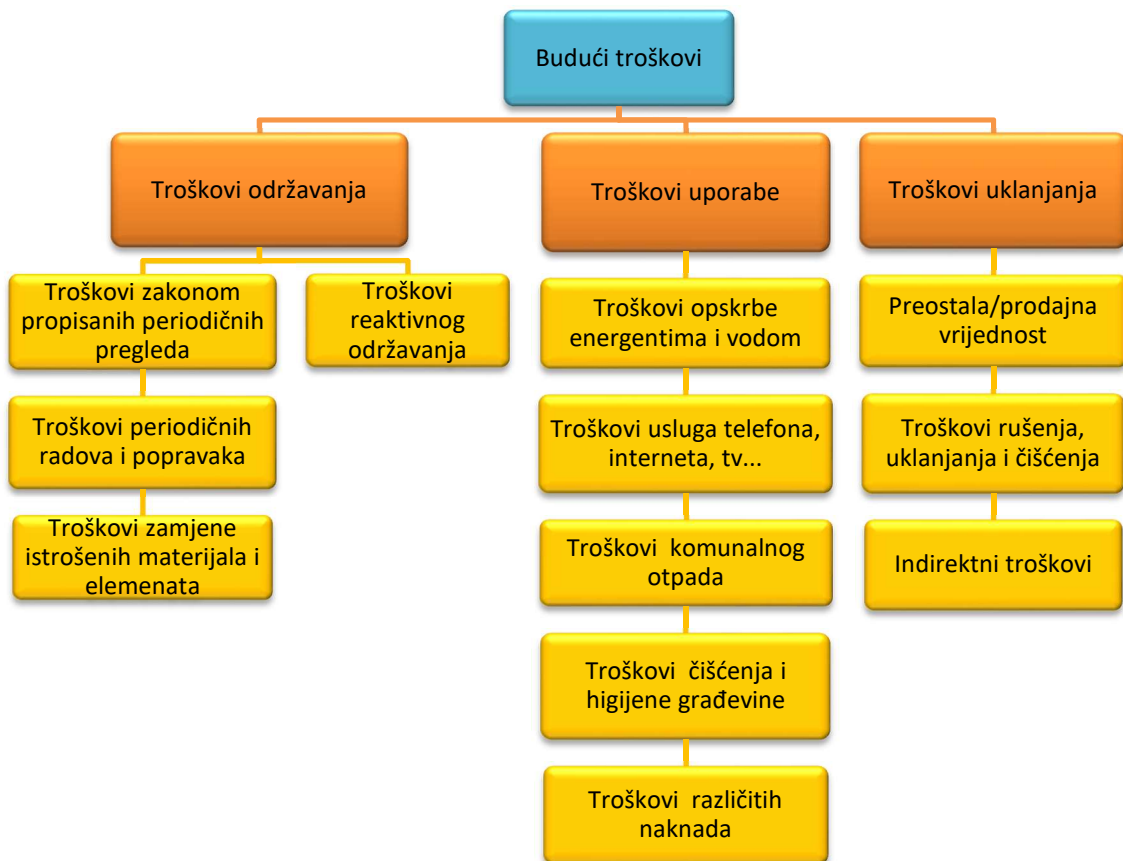 Budući troškovi
Troškovi održavanja
Troškovi zakonom
propisanih periodičnih
pregleda
Troškovi periodičnih
radova i popravaka
Troškovi zamjene
istrošenih materijala i
elemenata
Troškovi
reaktivnog
održavanja
Troškovi uporabe
Troškovi opskrbe
energentima i vodom
Troškovi usluga telefona,
interneta, tv...
Troškovi  komunalnog
otpada
Troškovi  čišćenja i
higijene građevine
Troškovi  različitih
naknada
Troškovi uklanjanja
Preostala/prodajna
vrijednost
Troškovi rušenja,
uklanjanja i čišćenja
Indirektni troškovi